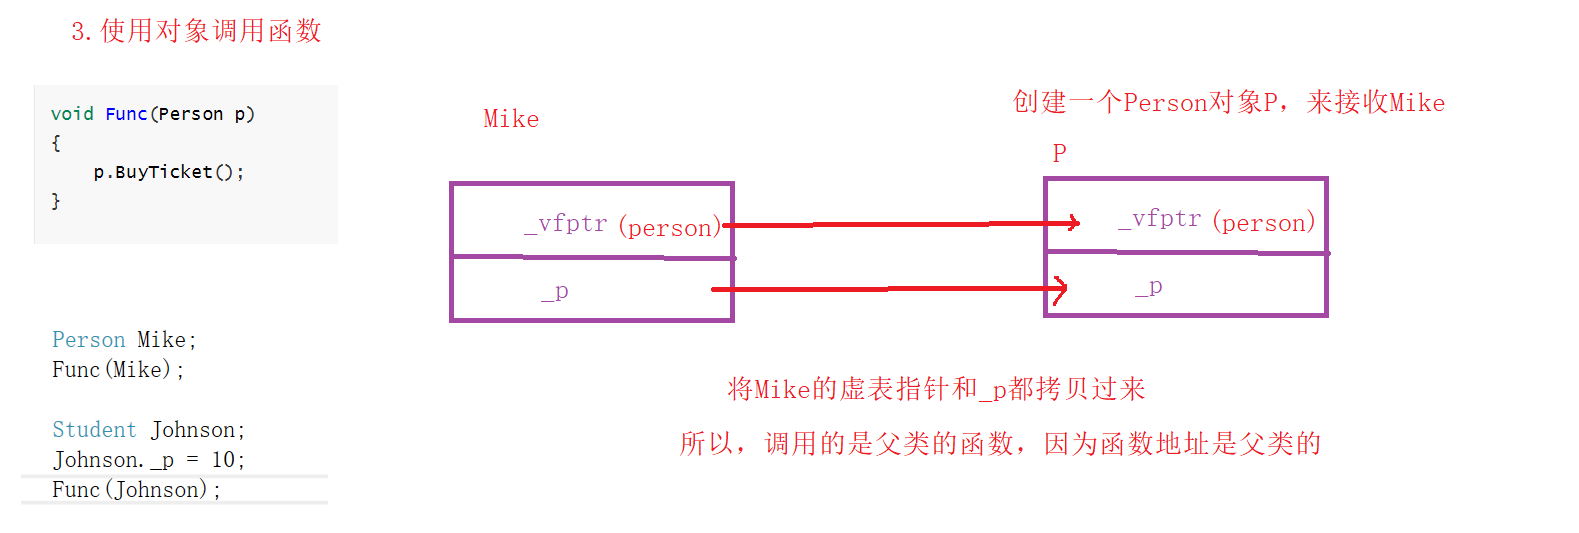 3.使用对象调用函数
void Func(Person p)
{
    p.BuyTicket();
}
Person Mike;
Func(Mike);
Student Johnson;
Johnson._p = 10;
Func(Johnson);
Mike
_vfptr (person)
_p
创建一个Person对象P，来接收Mike
P
_vfptr (person)
_p
将Mike的虚表指针和_p都拷贝过来
所以，调用的是父类的函数，因为函数地址是父类的